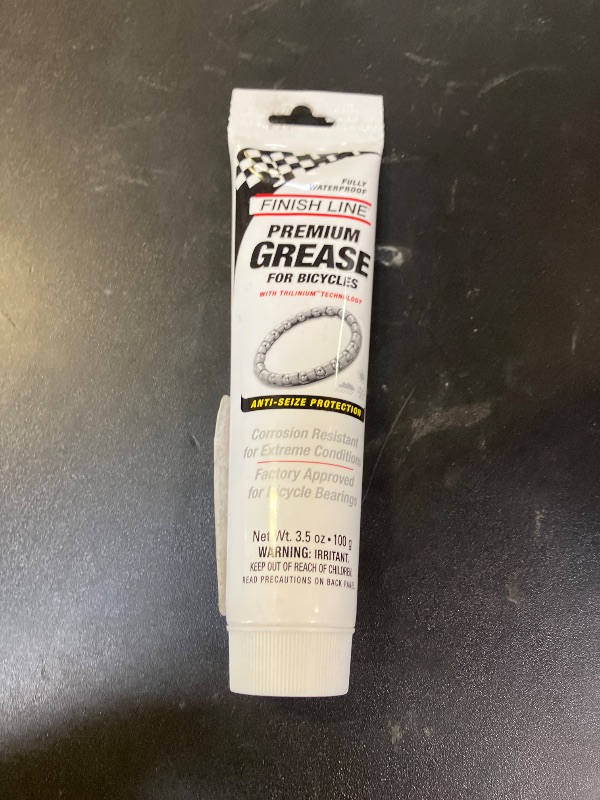 FULLY
WATERPROOF
FINISH LINE
PREMIUM
GREASE
FOR BICYCLES
WITH TRILINIUM™ TECHNOLOGY
ANTI-SEIZE PROTECTION
Corrosion Resistant
for Extreme Conditions
Factory Approved
for Bicycle Bearings
Net Wt. 3.5 oz • 100 g
WARNING: IRRITANT.
KEEP OUT OF REACH OF CHILDREN.
READ PRECAUTIONS ON BACK PANEL